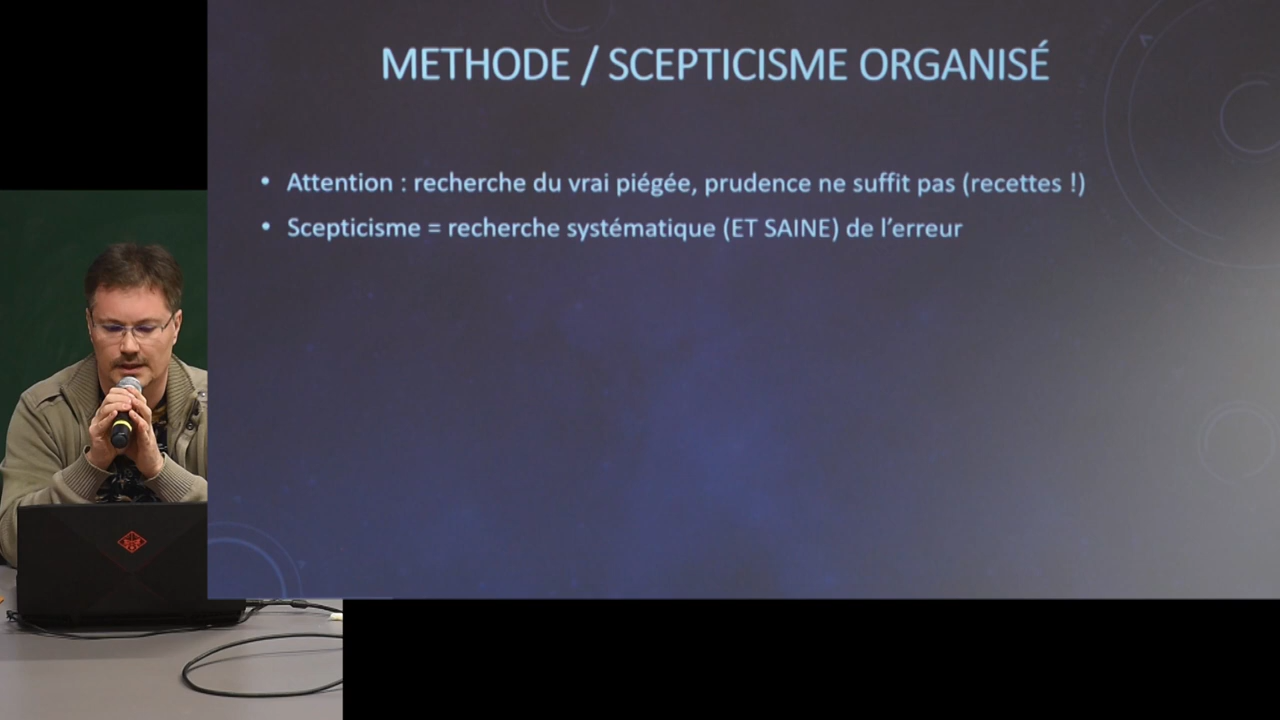 METHODE / SCEPTICISME ORGANISÉ
• Attention : recherche du vrai piégée, prudence ne suffit pas (recettes !)
• Scepticisme = recherche systématique (ET SAINE) de l’erreur